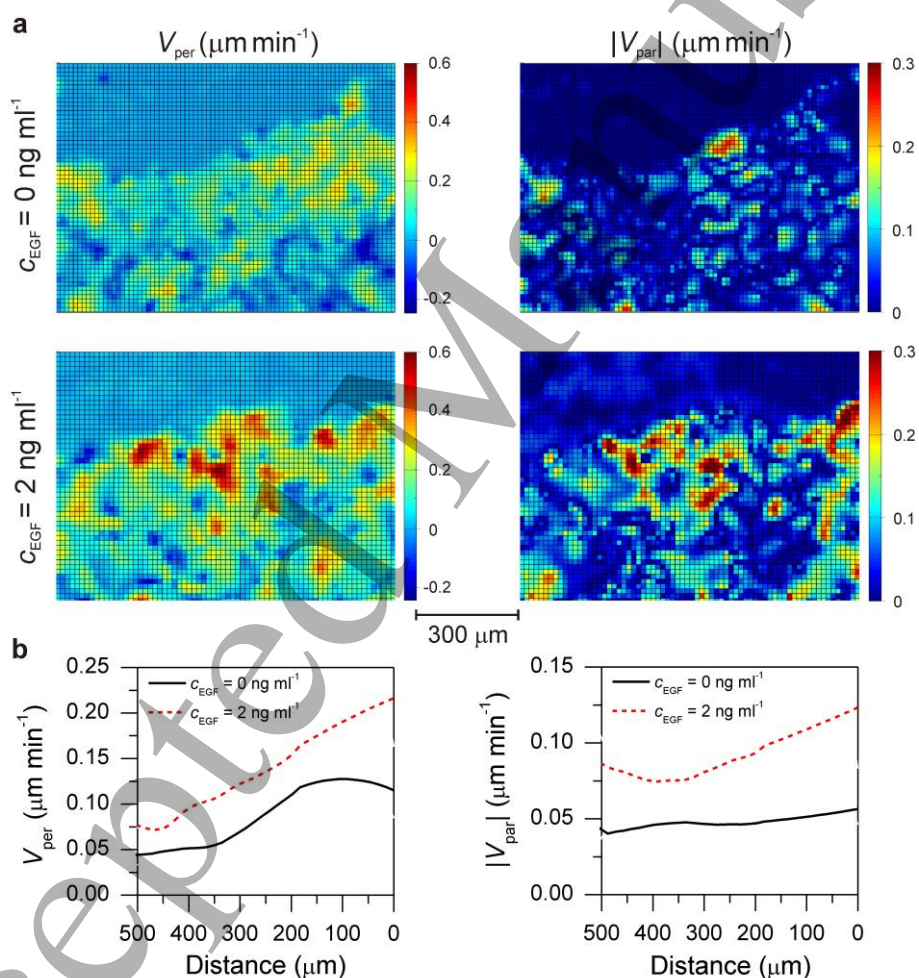 a
V_per (μm min⁻¹)
|V_par| (μm min⁻¹)
c_EGF = 0 ng ml⁻¹
0.6
0.4
0.2
0
-0.2
0.3
0.2
0.1
0
c_EGF = 2 ng ml⁻¹
0.6
0.4
0.2
0
-0.2
0.3
0.2
0.1
0
300 μm
b
V_per (μm min⁻¹)
0.25
0.20
0.15
0.10
0.05
0.00
c_EGF = 0 ng ml⁻¹
c_EGF = 2 ng ml⁻¹
500 400 300 200 100 0
Distance (μm)
|V_par| (μm min⁻¹)
0.15
0.10
0.05
0.00
c_EGF = 0 ng ml⁻¹
c_EGF = 2 ng ml⁻¹
500 400 300 200 100 0
Distance (μm)